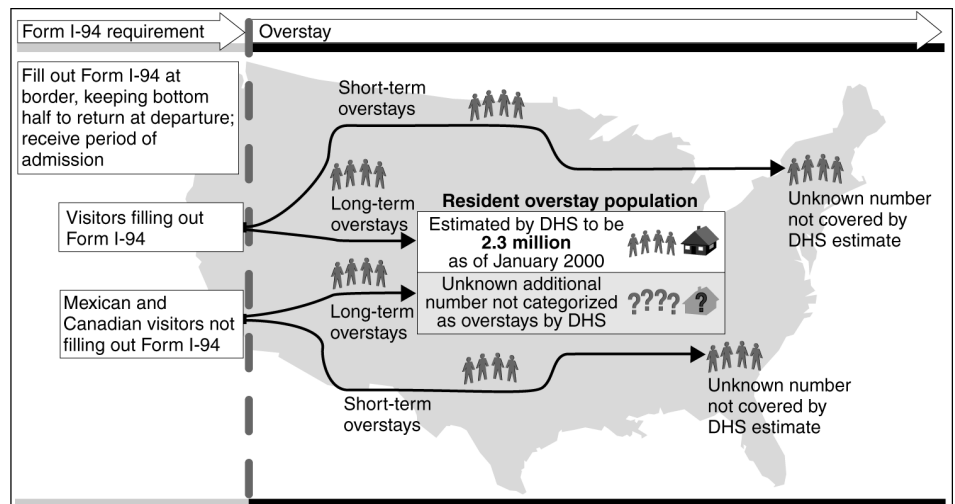 Form I-94 requirement
Overstay
Fill out Form I-94 at
border, keeping bottom
half to return at departure;
receive period of
admission
Short-term
overstays
Long-term
overstays
Visitors filling out
Form I-94
Resident overstay population
Estimated by DHS to be
2.3 million
as of January 2000
Unknown number
not covered by
DHS estimate
Mexican and
Canadian visitors not
filling out Form I-94
Long-term
overstays
Unknown additional
number not categorized
as overstays by DHS
???? ?
Short-term
overstays
Unknown number
not covered by
DHS estimate